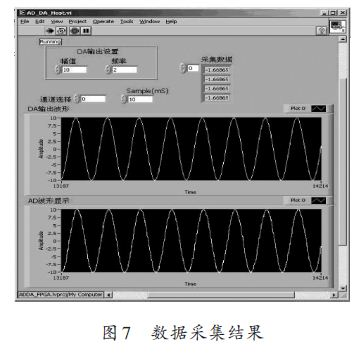 AD_DA_Host.vi
File Edit View Project Operate Tools Window Help
Running
DA输出设置
幅值 频率
10 2
采集数据
0 -1.66865
-1.66865
-1.66865
-1.66865
通道选择 0 Sample(mS) 10
DA输出波形 Plot 0
Amplitude
10-
7.5-
5-
2.5-
0-
-2.5-
-5-
-7.5-
-10-
13187 14214
Time
AD波形显示 Plot 0
Amplitude
10-
7.5-
5-
2.5-
0-
-2.5-
-5-
-7.5-
-10-
13187 14214
Time
ADDA_FPGA.lvproj/My Computer
图7 数据采集结果